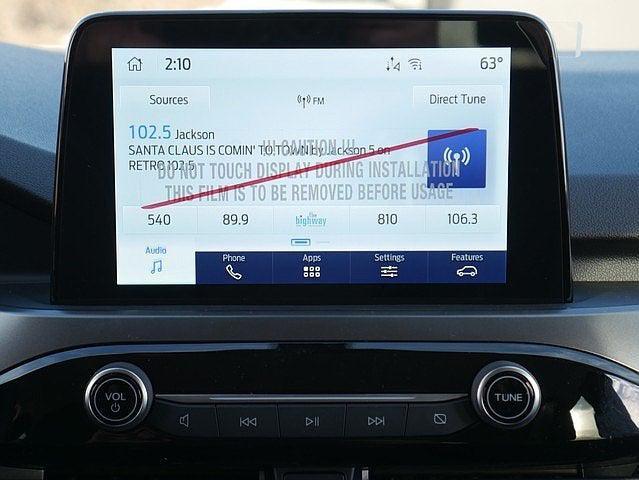 2:10
63°
Sources
FM
Direct Tune
102.5 Jackson
SANTA CLAUS IS COMIN' TO TOWN by Jackson 5 on
RETRO 102.5
!!! CAUTION !!!
DO NOT TOUCH DISPLAY DURING INSTALLATION
THIS FILM IS TO BE REMOVED BEFORE USAGE
540 89.9 the highway 810 106.3
Audio Phone Apps Settings Features
VOL
TUNE